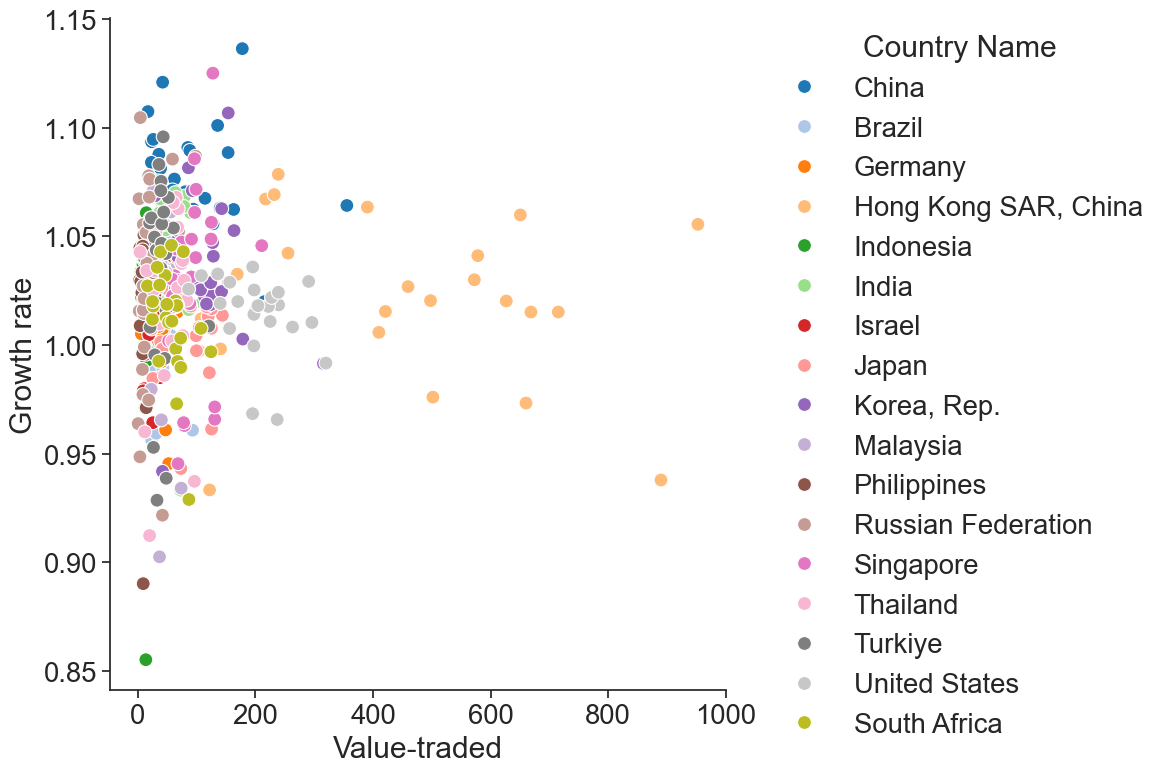 1.15
1.10
1.05
1.00
0.95
0.90
0.85
Growth rate
0
200
400
600
800
1000
Value-traded
Country Name
China
Brazil
Germany
Hong Kong SAR, China
Indonesia
India
Israel
Japan
Korea, Rep.
Malaysia
Philippines
Russian Federation
Singapore
Thailand
Turkiye
United States
South Africa